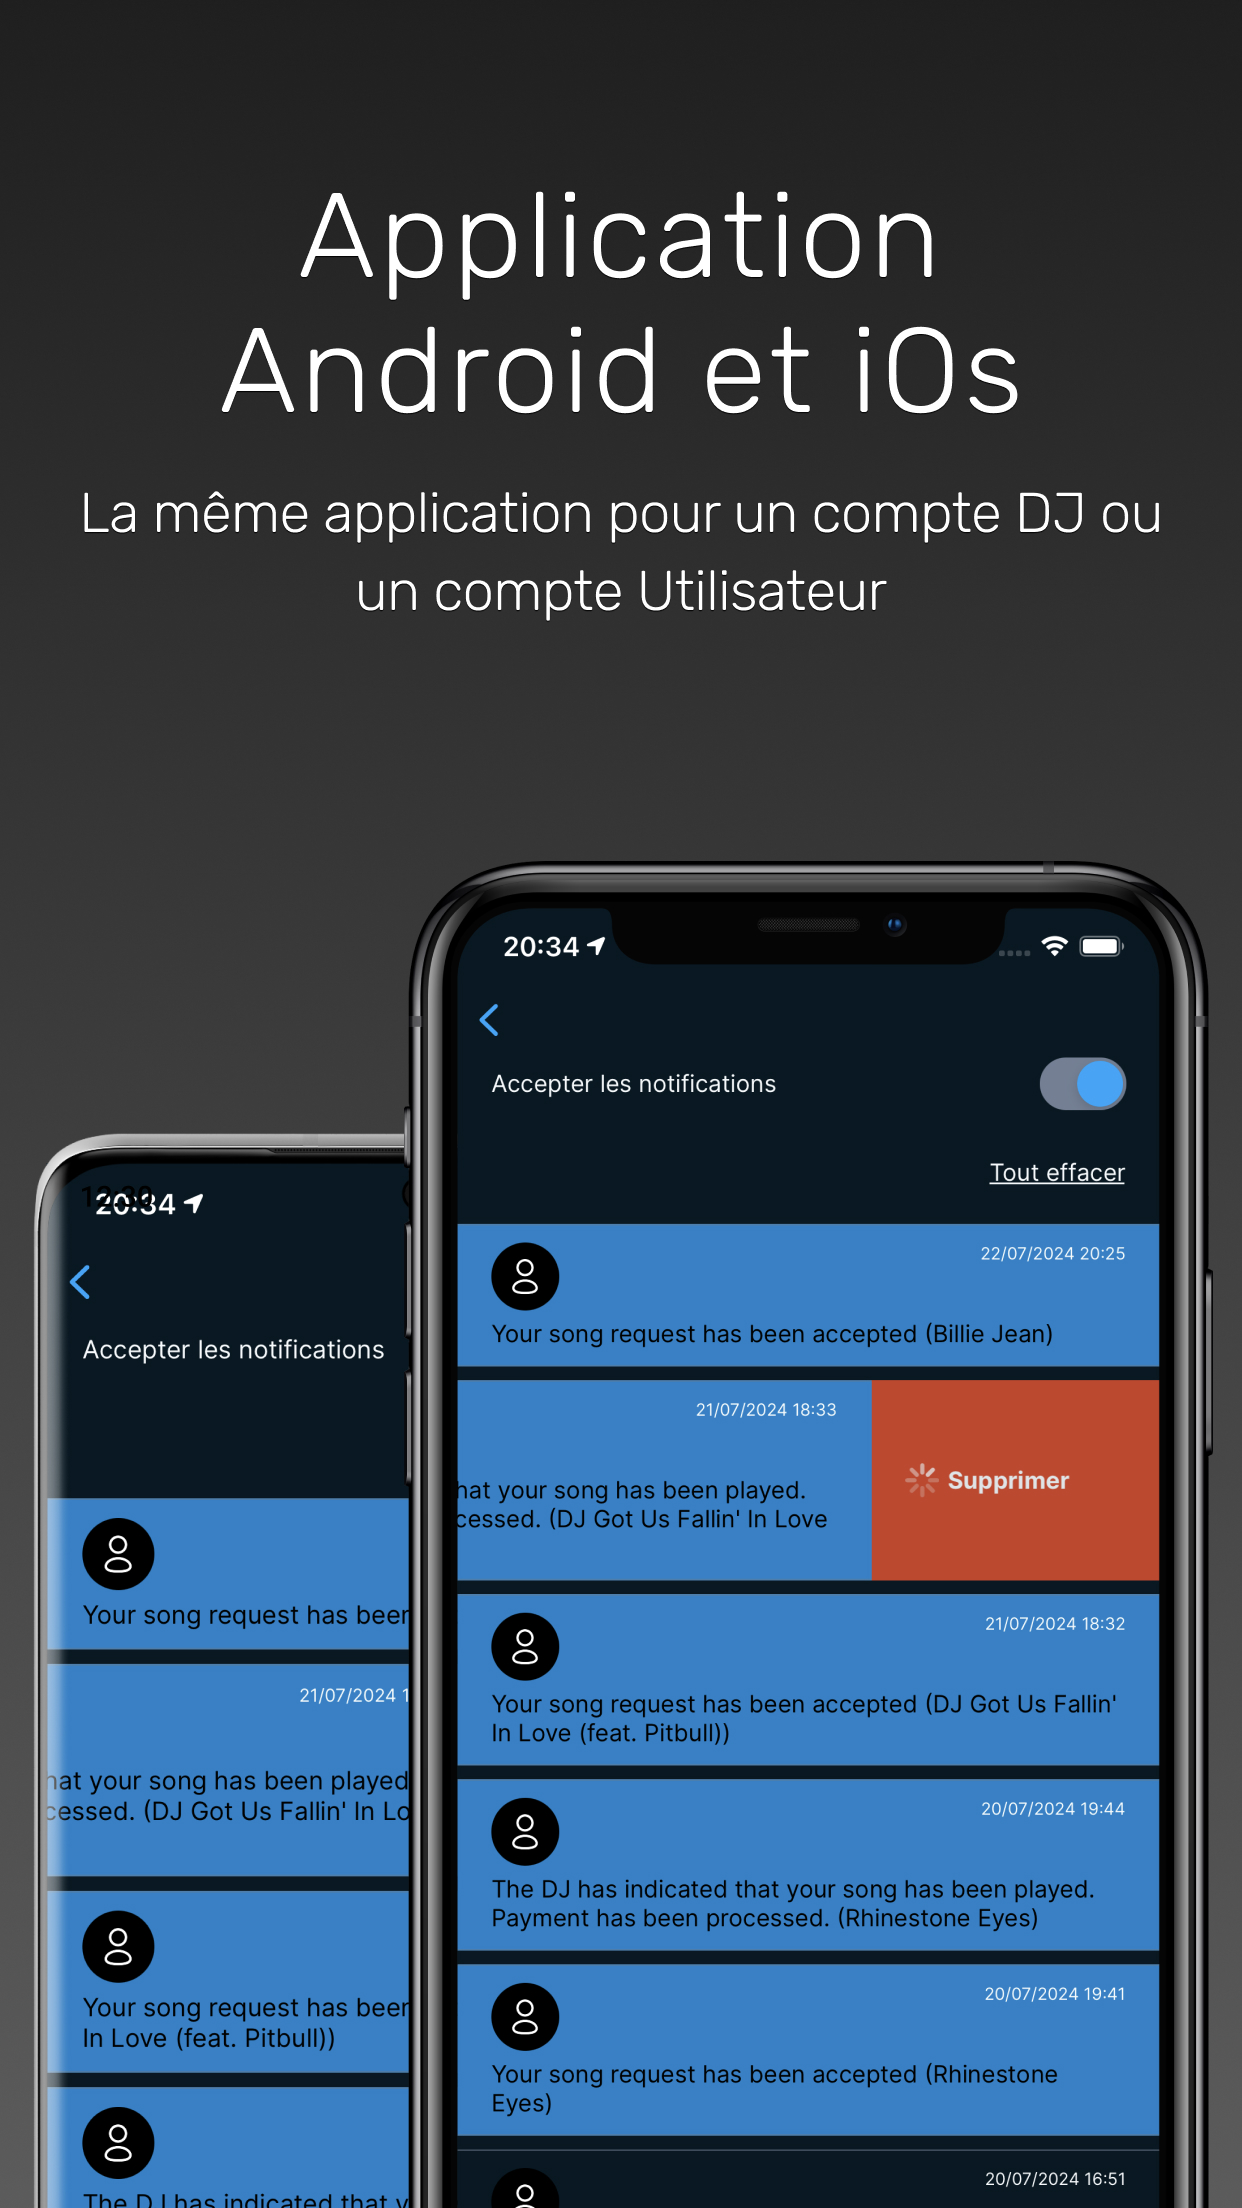 Application
Android et iOs
La même application pour un compte DJ ou
un compte Utilisateur
20:34
Accepter les notifications
Tout effacer
22/07/2024 20:25
Your song request has been accepted (Billie Jean)
21/07/2024 18:33
hat your song has been played.
cessed. (DJ Got Us Fallin' In Love
Supprimer
21/07/2024 18:32
Your song request has been accepted (DJ Got Us Fallin'
In Love (feat. Pitbull))
20/07/2024 19:44
The DJ has indicated that your song has been played.
Payment has been processed. (Rhinestone Eyes)
20/07/2024 19:41
Your song request has been accepted (Rhinestone
Eyes)
20/07/2024 16:51
20:34
Accepter les notifications
Your song request has been
21/07/2024 1
hat your song has been played
cessed. (DJ Got Us Fallin' In Lo
Your song request has been
In Love (feat. Pitbull))
The DJ has indicated that y